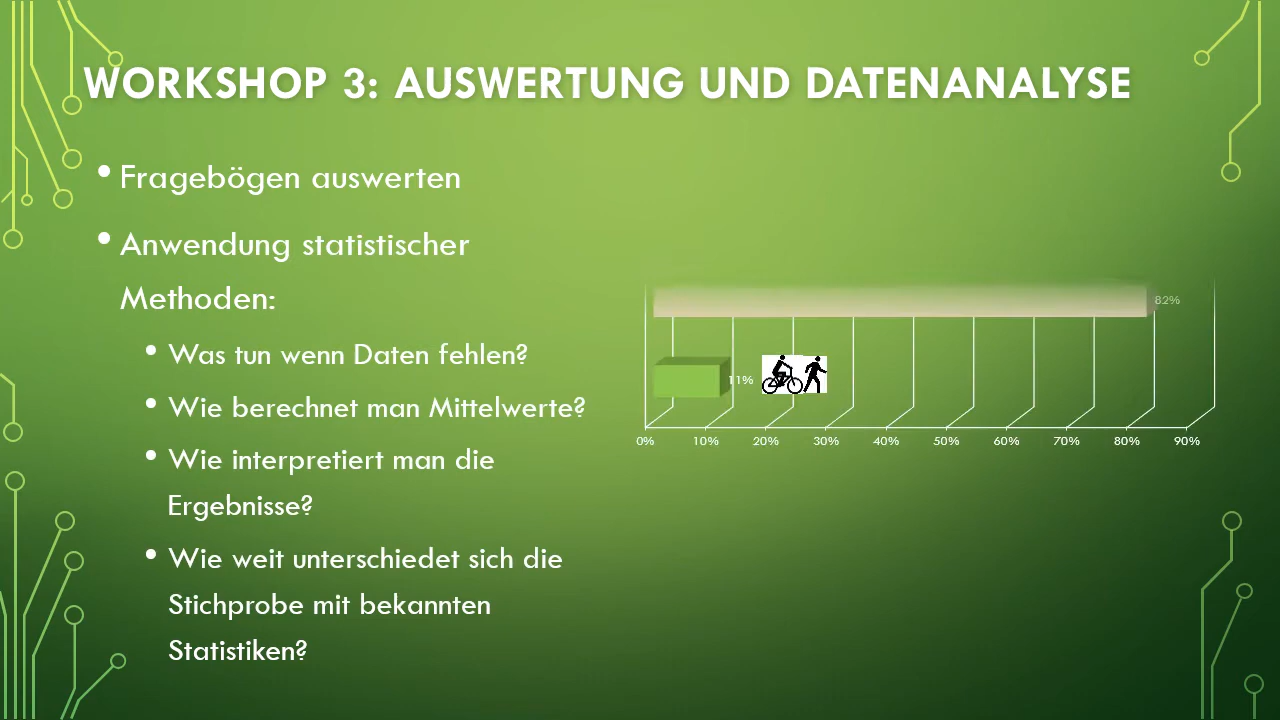 WORKSHOP 3: AUSWERTUNG UND DATENANALYSE
• Fragebögen auswerten
• Anwendung statistischer
Methoden:
• Was tun wenn Daten fehlen?
• Wie berechnet man Mittelwerte?
• Wie interpretiert man die
Ergebnisse?
• Wie weit unterschiedet sich die
Stichprobe mit bekannten
Statistiken?
82%
11%
0% 10% 20% 30% 40% 50% 60% 70% 80% 90%